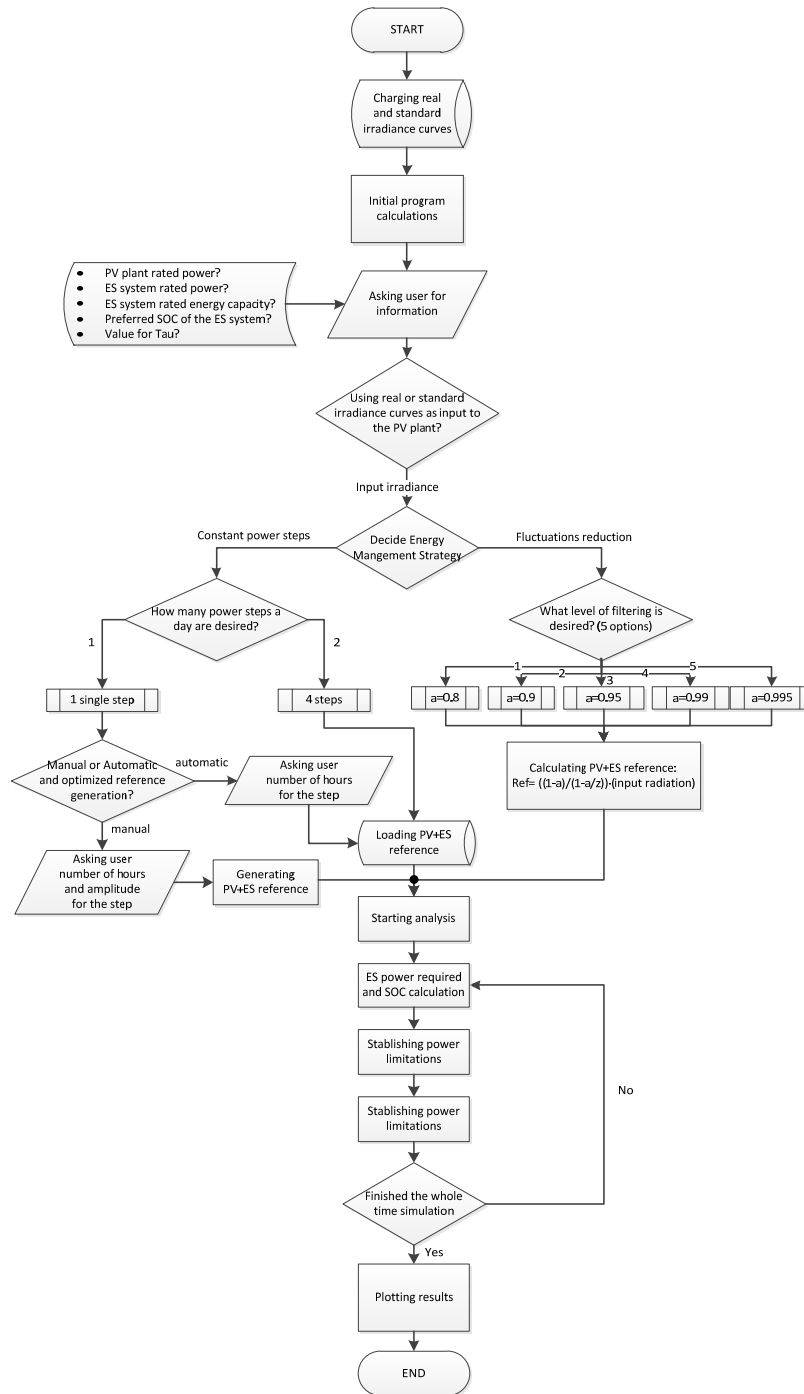 START
Charging real
and standard
irradiance curves
Initial program
calculations
• PV plant rated power?
• ES system rated power?
• ES system rated energy capacity?
• Preferred SOC of the ES system?
• Value for Tau?
Asking user for
information
Using real or standard
irradiance curves as input to
the PV plant?
Input irradiance
Decide Energy
Mangement Strategy
Constant power steps
Fluctuations reduction
How many power steps a
day are desired?
1
2
What level of filtering is
desired? (5 options)
1
2
3
4
5
1 single step
4 steps
a=0.8
a=0.9
a=0.95
a=0.99
a=0.995
Manual or Automatic
and optimized reference
generation?
automatic
manual
Asking user
number of hours
for the step
Calculating PV+ES reference:
Ref= ((1-a)/(1-a/z))·(input radiation)
Loading PV+ES
reference
Asking user
number of hours
and amplitude
for the step
Generating
PV+ES reference
Starting analysis
ES power required
and SOC calculation
Stablishing power
limitations
Stablishing power
limitations
No
Finished the whole
time simulation
Yes
Plotting results
END